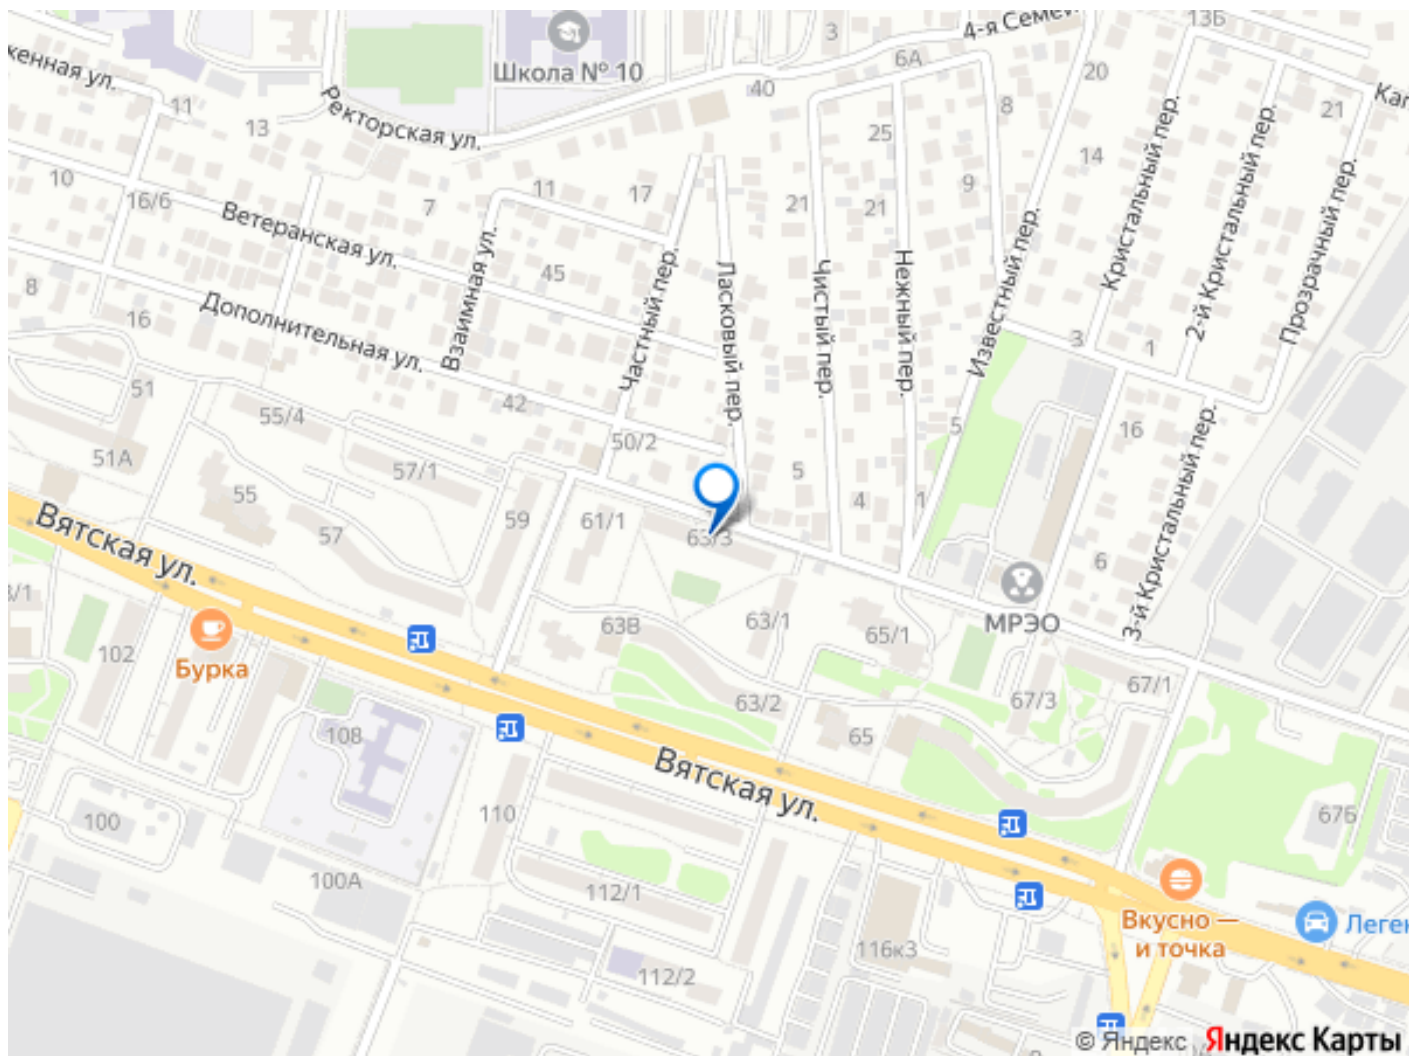 13Б
3
4-я Семе
6А
20
Школа № 10
40
женная ул.
11
13
Ректорская ул.
8
21
Кристальный пер.
2-й Кристальный пер.
Прозрачный пер.
25
14
10
16/6
7
11
17
21
21
9
Ветеранская ул.
Взаимная ул.
45
Частный пер.
Ласковый пер.
Чистый пер.
Нежный пер.
Известный пер.
8
16
Дополнительная ул.
3
1
51
55/4
42
50/2
5
5
16
3-й Кристальный пер.
51А
57/1
55
57
59
61/1
63/3
4
1
6
Вятская ул.
МРЭО
102
Бурка
63В
63/1
65/1
67/3
67/1
63/2
65
108
Вятская ул.
110
100
67Б
100А
112/1
Вкусно —
и точка
116к3
112/2
© Яндекс Яндекс Карты